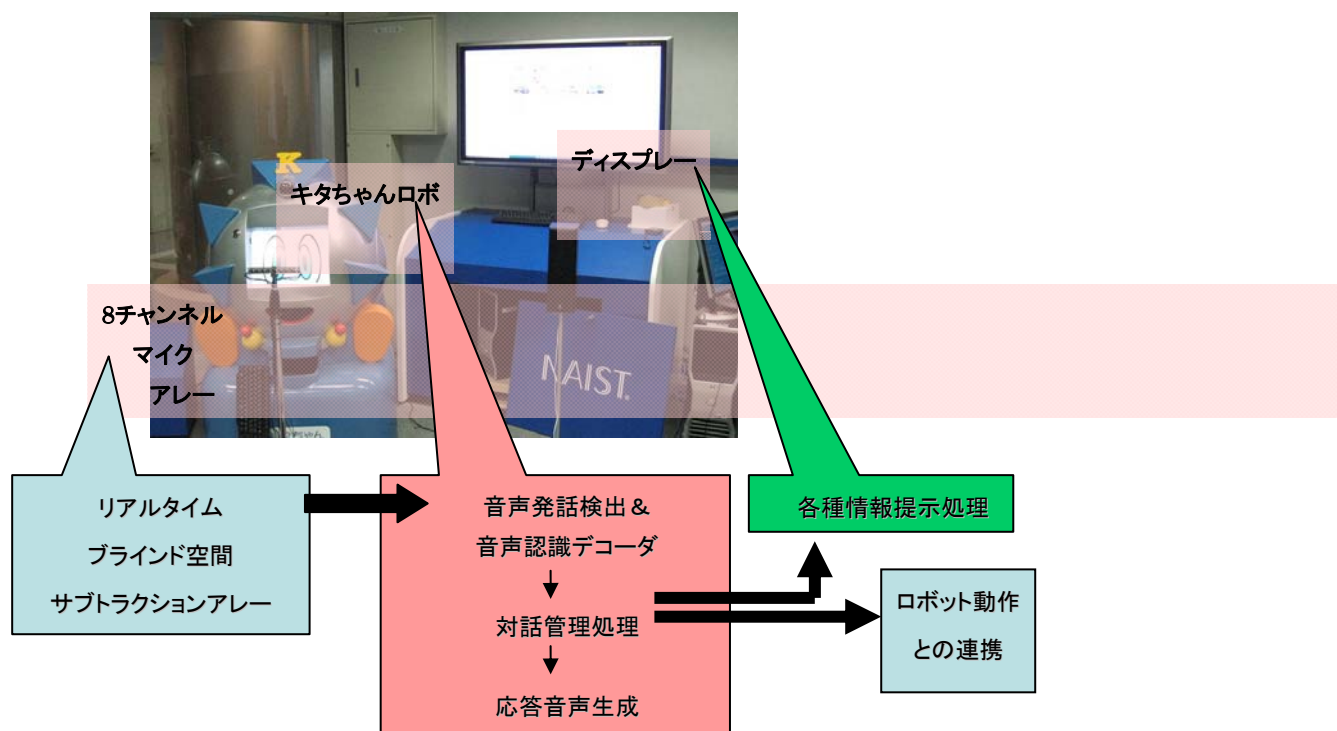 K
キタちゃんロボ
ディスプレー
8チャンネル
マイク
アレー
NAIST
リアルタイム
ブラインド空間
サブトラクションアレー
音声発話検出&
音声認識デコーダ
対話管理処理
応答音声生成
各種情報提示処理
ロボット動作
との連携